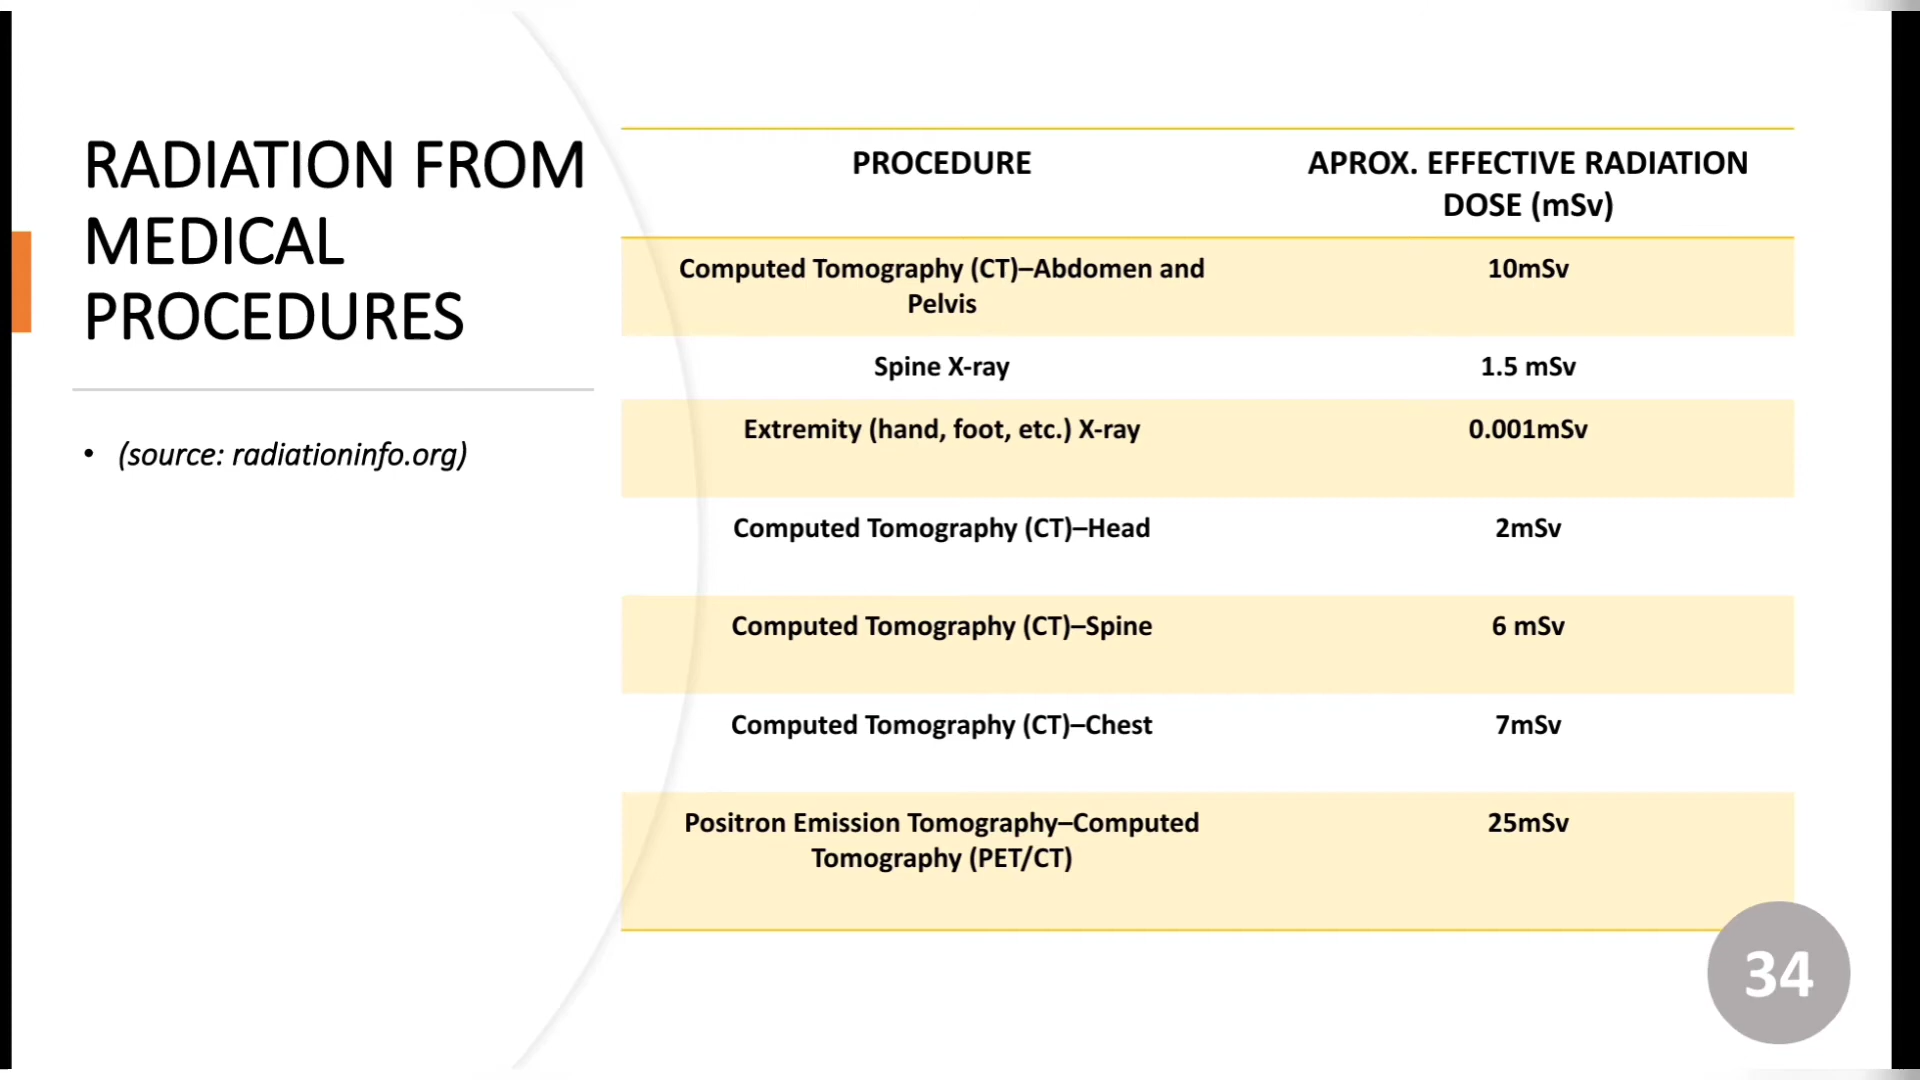 RADIATION FROM
MEDICAL
PROCEDURES
• (source: radiationinfo.org)
PROCEDURE
APROX. EFFECTIVE RADIATION
DOSE (mSv)
Computed Tomography (CT)–Abdomen and
Pelvis
10mSv
Spine X-ray
1.5 mSv
Extremity (hand, foot, etc.) X-ray
0.001mSv
Computed Tomography (CT)–Head
2mSv
Computed Tomography (CT)–Spine
6 mSv
Computed Tomography (CT)–Chest
7mSv
Positron Emission Tomography–Computed
Tomography (PET/CT)
25mSv
34